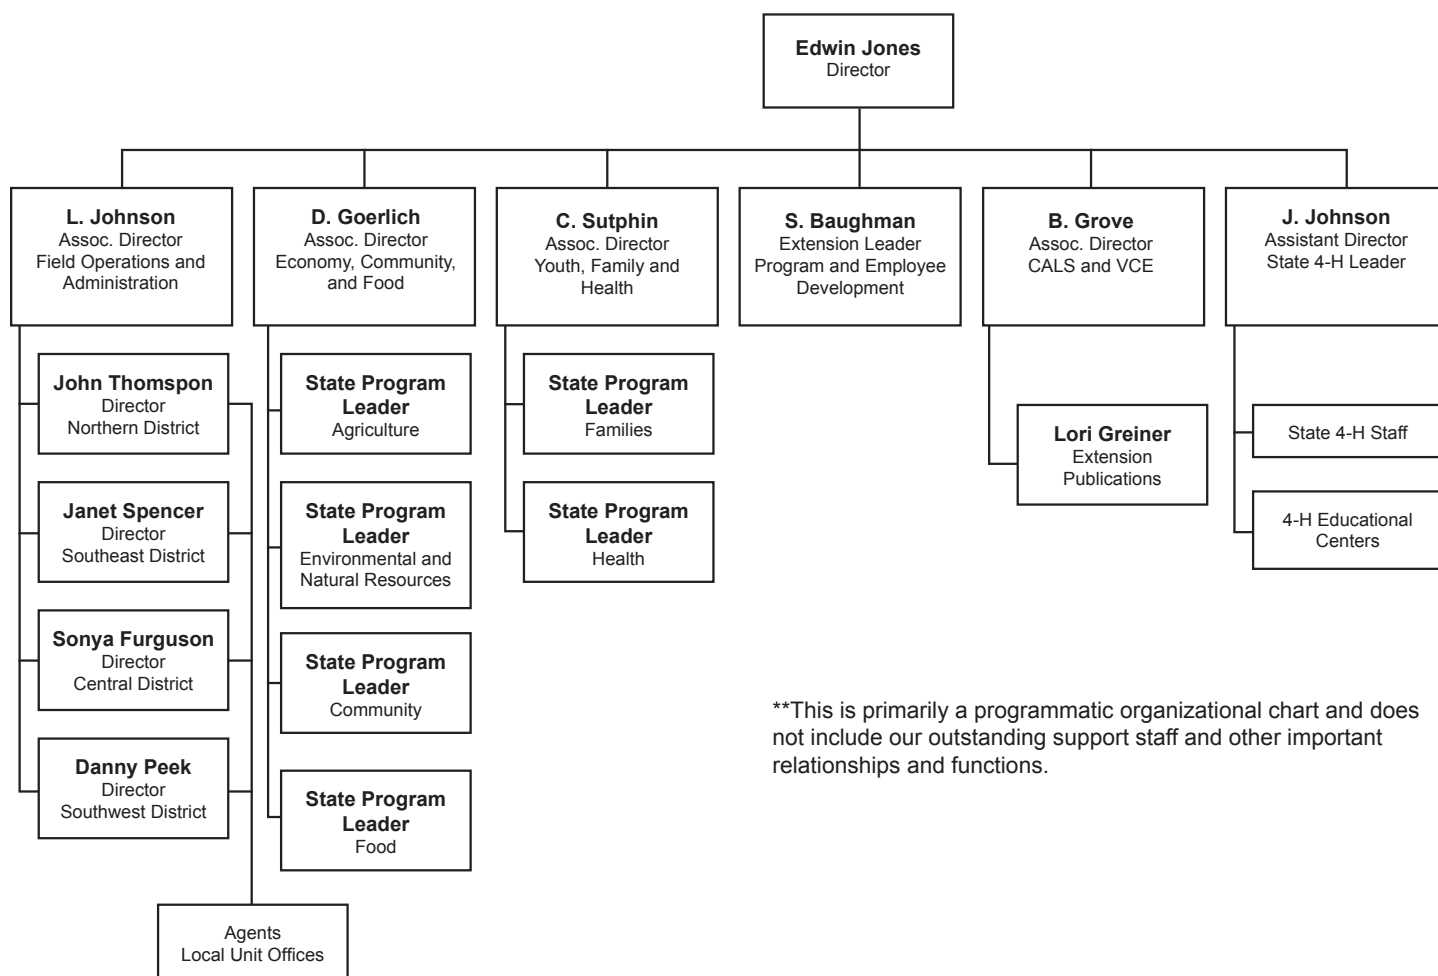 Edwin Jones
Director
L. Johnson
Assoc. Director
Field Operations and
Administration
D. Goerlich
Assoc. Director
Economy, Community,
and Food
C. Sutphin
Assoc. Director
Youth, Family and
Health
S. Baughman
Extension Leader
Program and Employee
Development
B. Grove
Assoc. Director
CALS and VCE
J. Johnson
Assistant Director
State 4-H Leader
John Thomspon
Director
Northern District
Janet Spencer
Director
Southeast District
Sonya Furguson
Director
Central District
Danny Peek
Director
Southwest District
Agents
Local Unit Offices
State Program
Leader
Agriculture
State Program
Leader
Environmental and
Natural Resources
State Program
Leader
Community
State Program
Leader
Food
State Program
Leader
Families
State Program
Leader
Health
Lori Greiner
Extension
Publications
State 4-H Staff
4-H Educational
Centers
**This is primarily a programmatic organizational chart and does
not include our outstanding support staff and other important
relationships and functions.